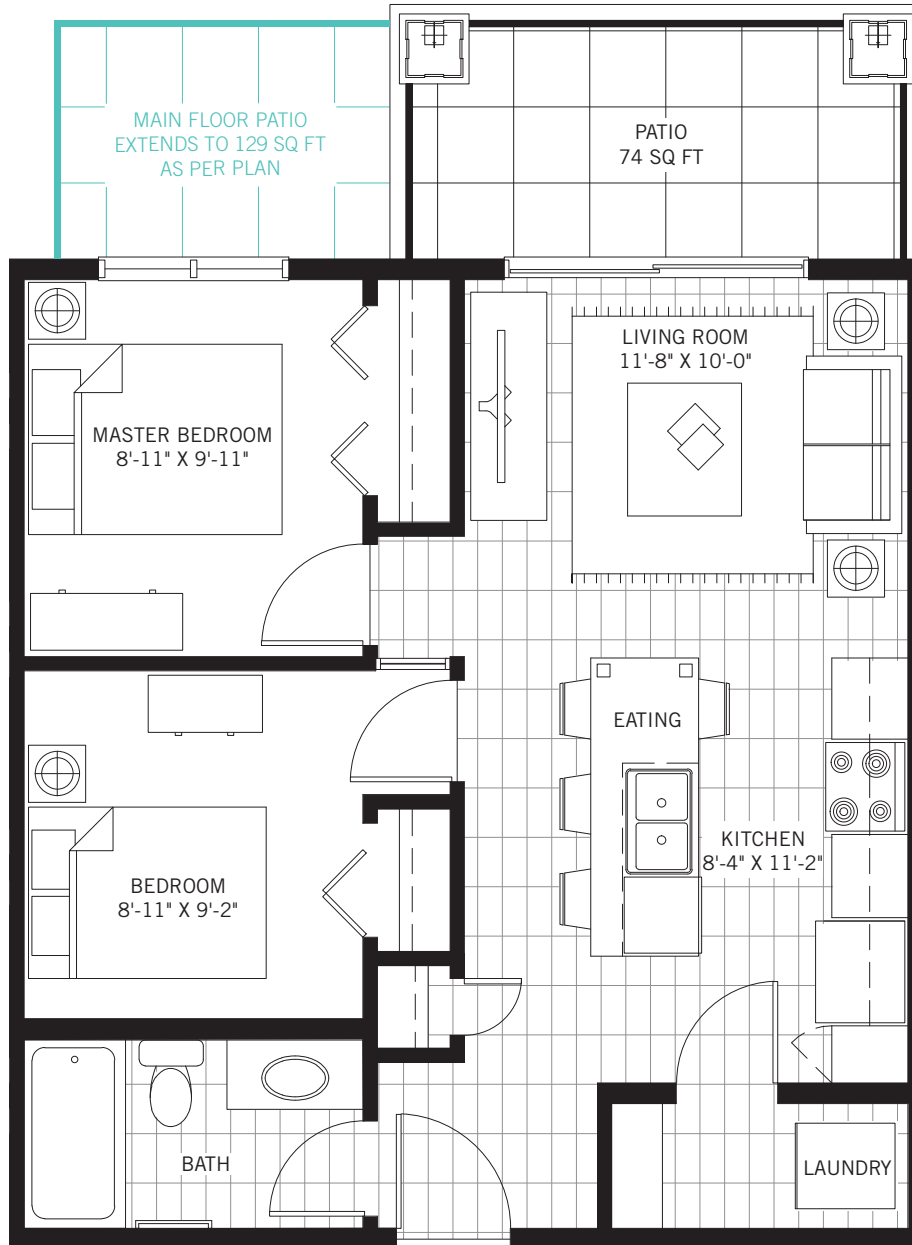 MAIN FLOOR PATIO
EXTENDS TO 129 SQ FT
AS PER PLAN
PATIO
74 SQ FT
LIVING ROOM
11'-8" X 10'-0"
MASTER BEDROOM
8'-11" X 9'-11"
EATING
KITCHEN
8'-4" X 11'-2"
BEDROOM
8'-11" X 9'-2"
BATH
LAUNDRY